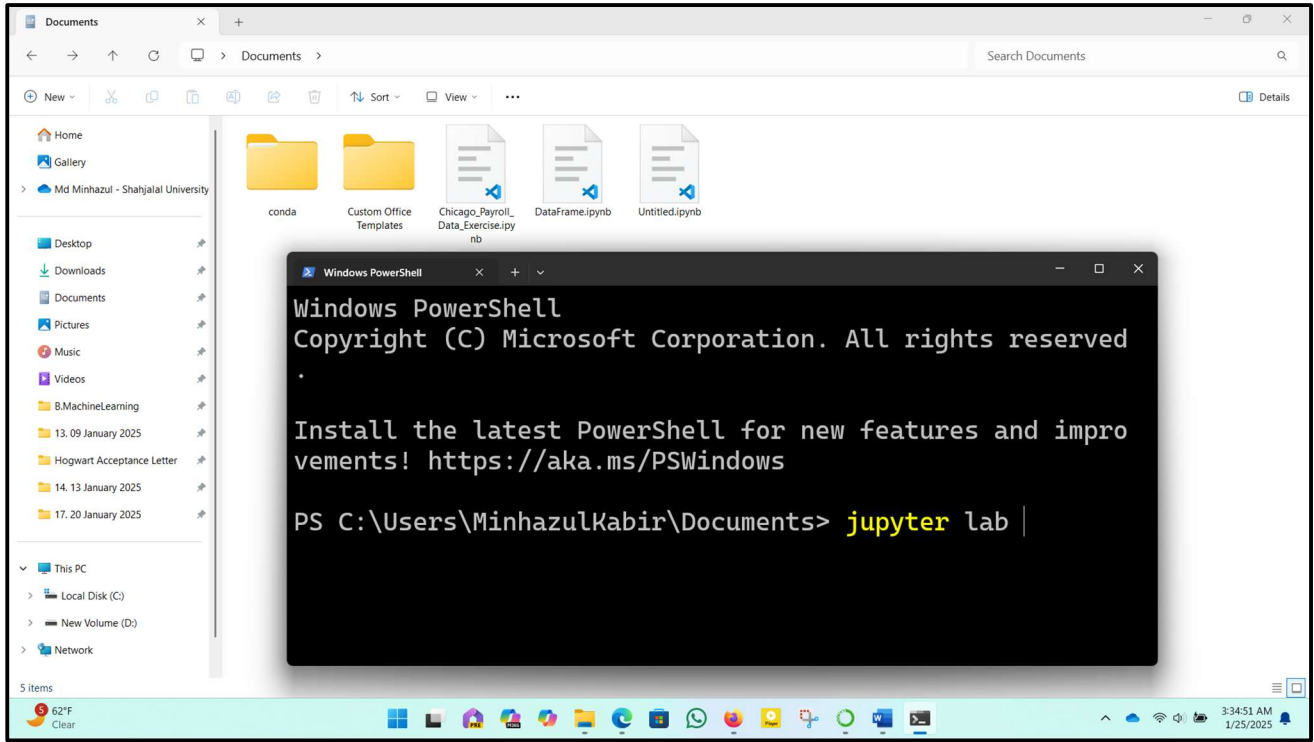 Documents
Documents
Search Documents
New
Sort
View
Details
Home
Gallery
Md Minhazul - Shahjalal University
Desktop
Downloads
Documents
Pictures
Music
Videos
B.MachineLearning
13. 09 January 2025
Hogwart Acceptance Letter
14. 13 January 2025
17. 20 January 2025
This PC
Local Disk (C:)
New Volume (D:)
Network
5 items
conda
Custom Office
Templates
Chicago_Payroll_
Data_Exercise.ipy
nb
DataFrame.ipynb
Untitled.ipynb
Windows PowerShell
Windows PowerShell
Copyright (C) Microsoft Corporation. All rights reserved
.
Install the latest PowerShell for new features and impro
vements! https://aka.ms/PSWindows
PS C:\Users\MinhazulKabir\Documents> jupyter lab
5
62°F
Clear
PRE
M365
Player
3:34:51 AM
1/25/2025